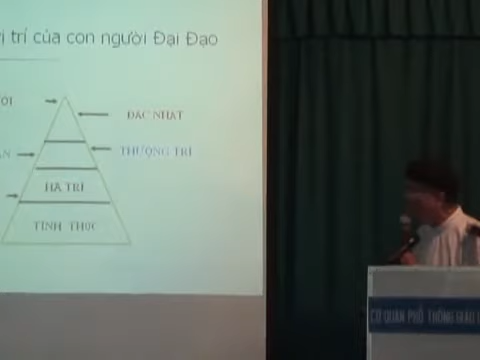 trí của con người Đại Đạo
ĐẮC NHẤT
THƯỢNG TRÍ
HẠ TRÍ
TỈNH THỨC
CƠ QUAN PHỔ THÔNG GIÁO